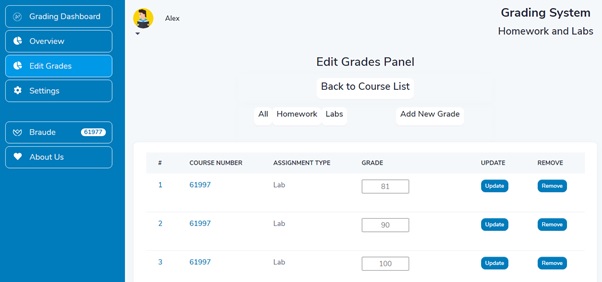 Grading Dashboard
Overview
Edit Grades
Settings
Braude 61977
About Us
Alex
Grading System
Homework and Labs
Edit Grades Panel
Back to Course List
All Homework Labs Add New Grade
# COURSE NUMBER ASSIGNMENT TYPE GRADE UPDATE REMOVE
1 61997 Lab 81 Update Remove
2 61997 Lab 90 Update Remove
3 61997 Lab 100 Update Remove